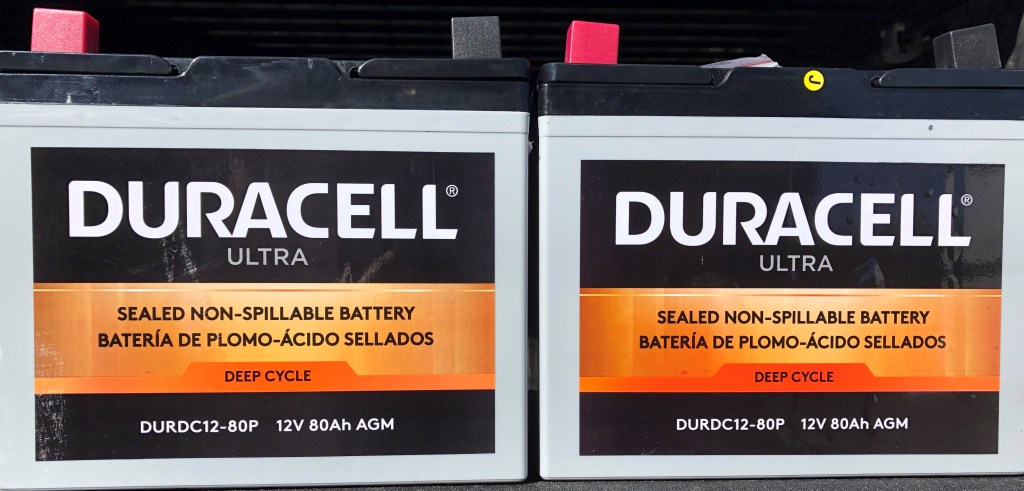 DURACELL®
ULTRA
SEALED NON-SPILLABLE BATTERY
BATERÍA DE PLOMO-ÁCIDO SELLADOS
DEEP CYCLE
DURDC12-80P 12V 80Ah AGM
J
DURACELL®
ULTRA
SEALED NON-SPILLABLE BATTERY
BATERÍA DE PLOMO-ÁCIDO SELLADOS
DEEP CYCLE
DURDC12-80P 12V 80Ah AGM